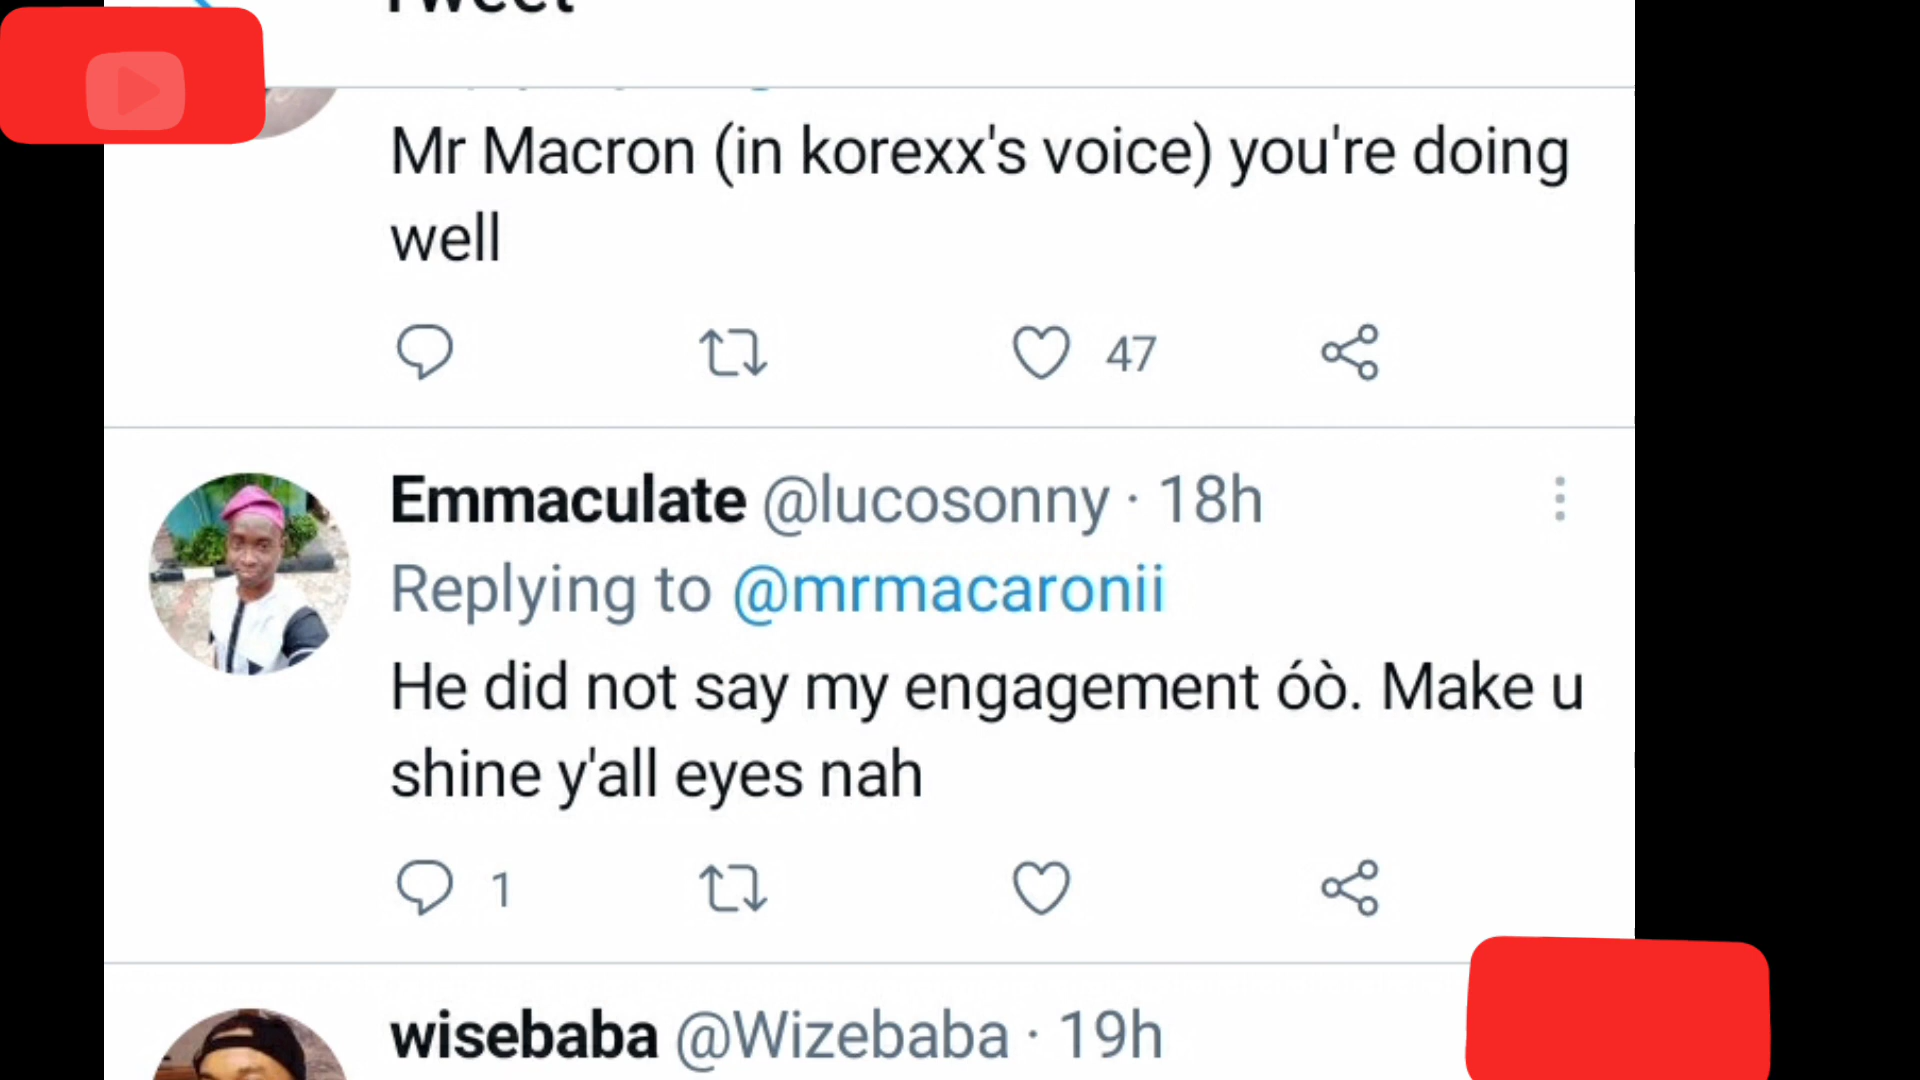 Tweet
Mr Macron (in korexx's voice) you're doing
well
47
Emmaculate @lucosonny · 18h
Replying to @mrmacaronii
He did not say my engagement óò. Make u
shine y'all eyes nah
1
wisebaba @Wizebaba · 19h